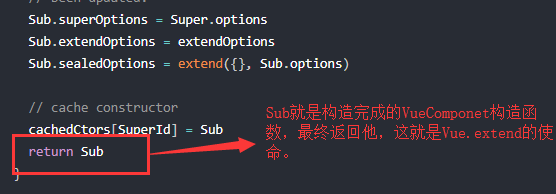 // been updated.
Sub.superOptions = Super.options
Sub.extendOptions = extendOptions
Sub.sealedOptions = extend({}, Sub.options)
// cache constructor
cachedCtors[SuperId] = Sub
return Sub
}
Sub就是构造完成的VueComponet构造函
数，最终返回他，这就是Vue.extend的使
命。